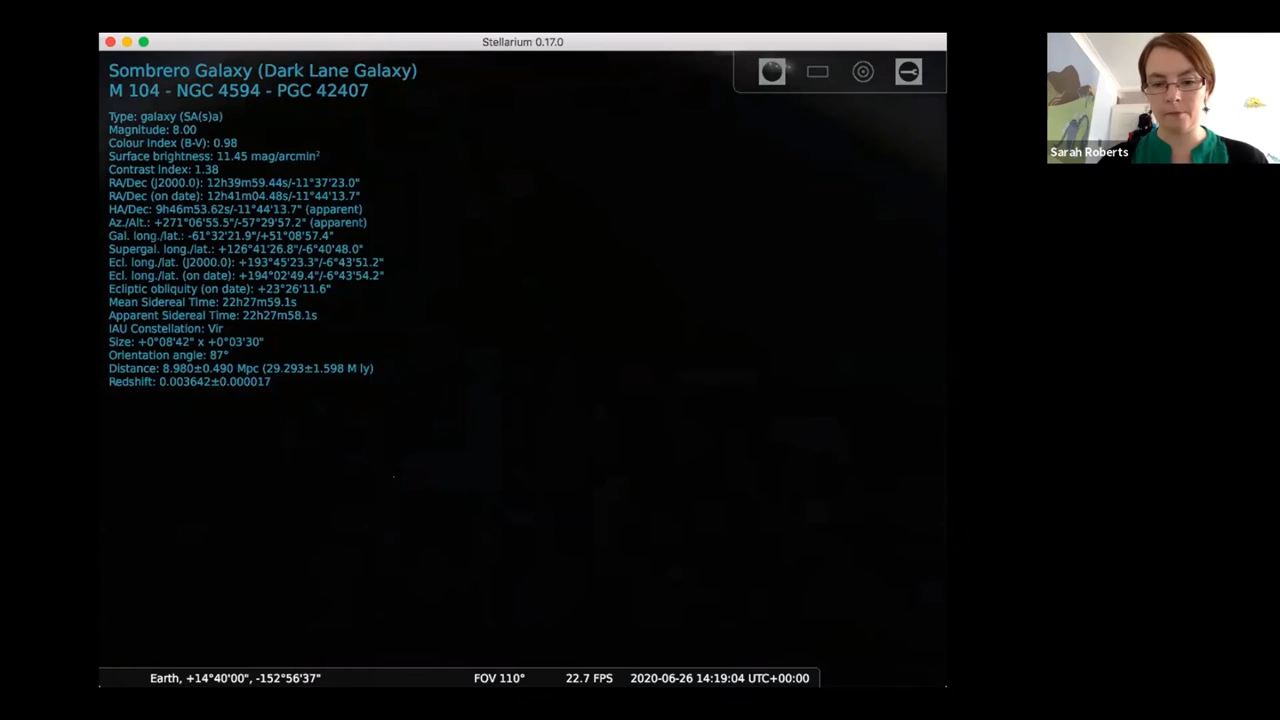 Stellarium 0.17.0
Sombrero Galaxy (Dark Lane Galaxy)
M 104 - NGC 4594 - PGC 42407
Type: galaxy (SA(s)a)
Magnitude: 8.00
Colour Index (B-V): 0.98
Surface brightness: 11.45 mag/arcmin²
Contrast Index: 1.38
RA/Dec (J2000.0): 12h39m59.44s/-11°37'23.0"
RA/Dec (on date): 12h41m04.48s/-11°44'13.7"
HA/Dec: 9h46m53.62s/-11°44'13.7" (apparent)
Az./Alt.: +271°06'55.5"/-57°29'57.2" (apparent)
Gal. long./lat.: -61°32'21.9"/+51°08'57.4"
Supergal. long./lat.: +126°41'26.8"/-6°40'48.0"
Ecl. long./lat. (J2000.0): +193°45'23.3"/-6°43'51.2"
Ecl. long./lat. (on date): +194°02'49.4"/-6°43'54.2"
Ecliptic obliquity (on date): +23°26'11.6"
Mean Sidereal Time: 22h27m59.1s
Apparent Sidereal Time: 22h27m58.1s
IAU Constellation: Vir
Size: +0°08'42" x +0°03'30"
Orientation angle: 87°
Distance: 8.980±0.490 Mpc (29.293±1.598 M ly)
Redshift: 0.003642±0.000017
Sarah Roberts
Earth, +14°40'00", -152°56'37" FOV 110° 22.7 FPS 2020-06-26 14:19:04 UTC+00:00